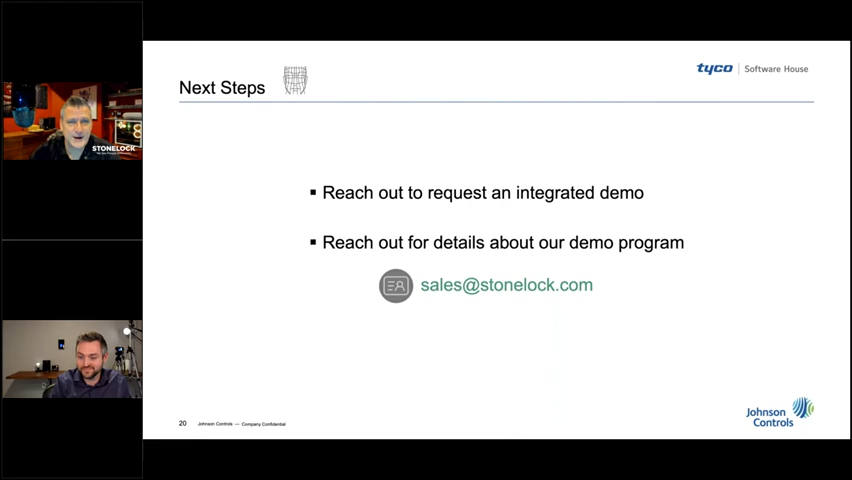 STONELOCK
Next Steps
tyco | Software House
▪ Reach out to request an integrated demo
▪ Reach out for details about our demo program
sales@stonelock.com
20
Johnson Controls — Company Confidential
Johnson
Controls